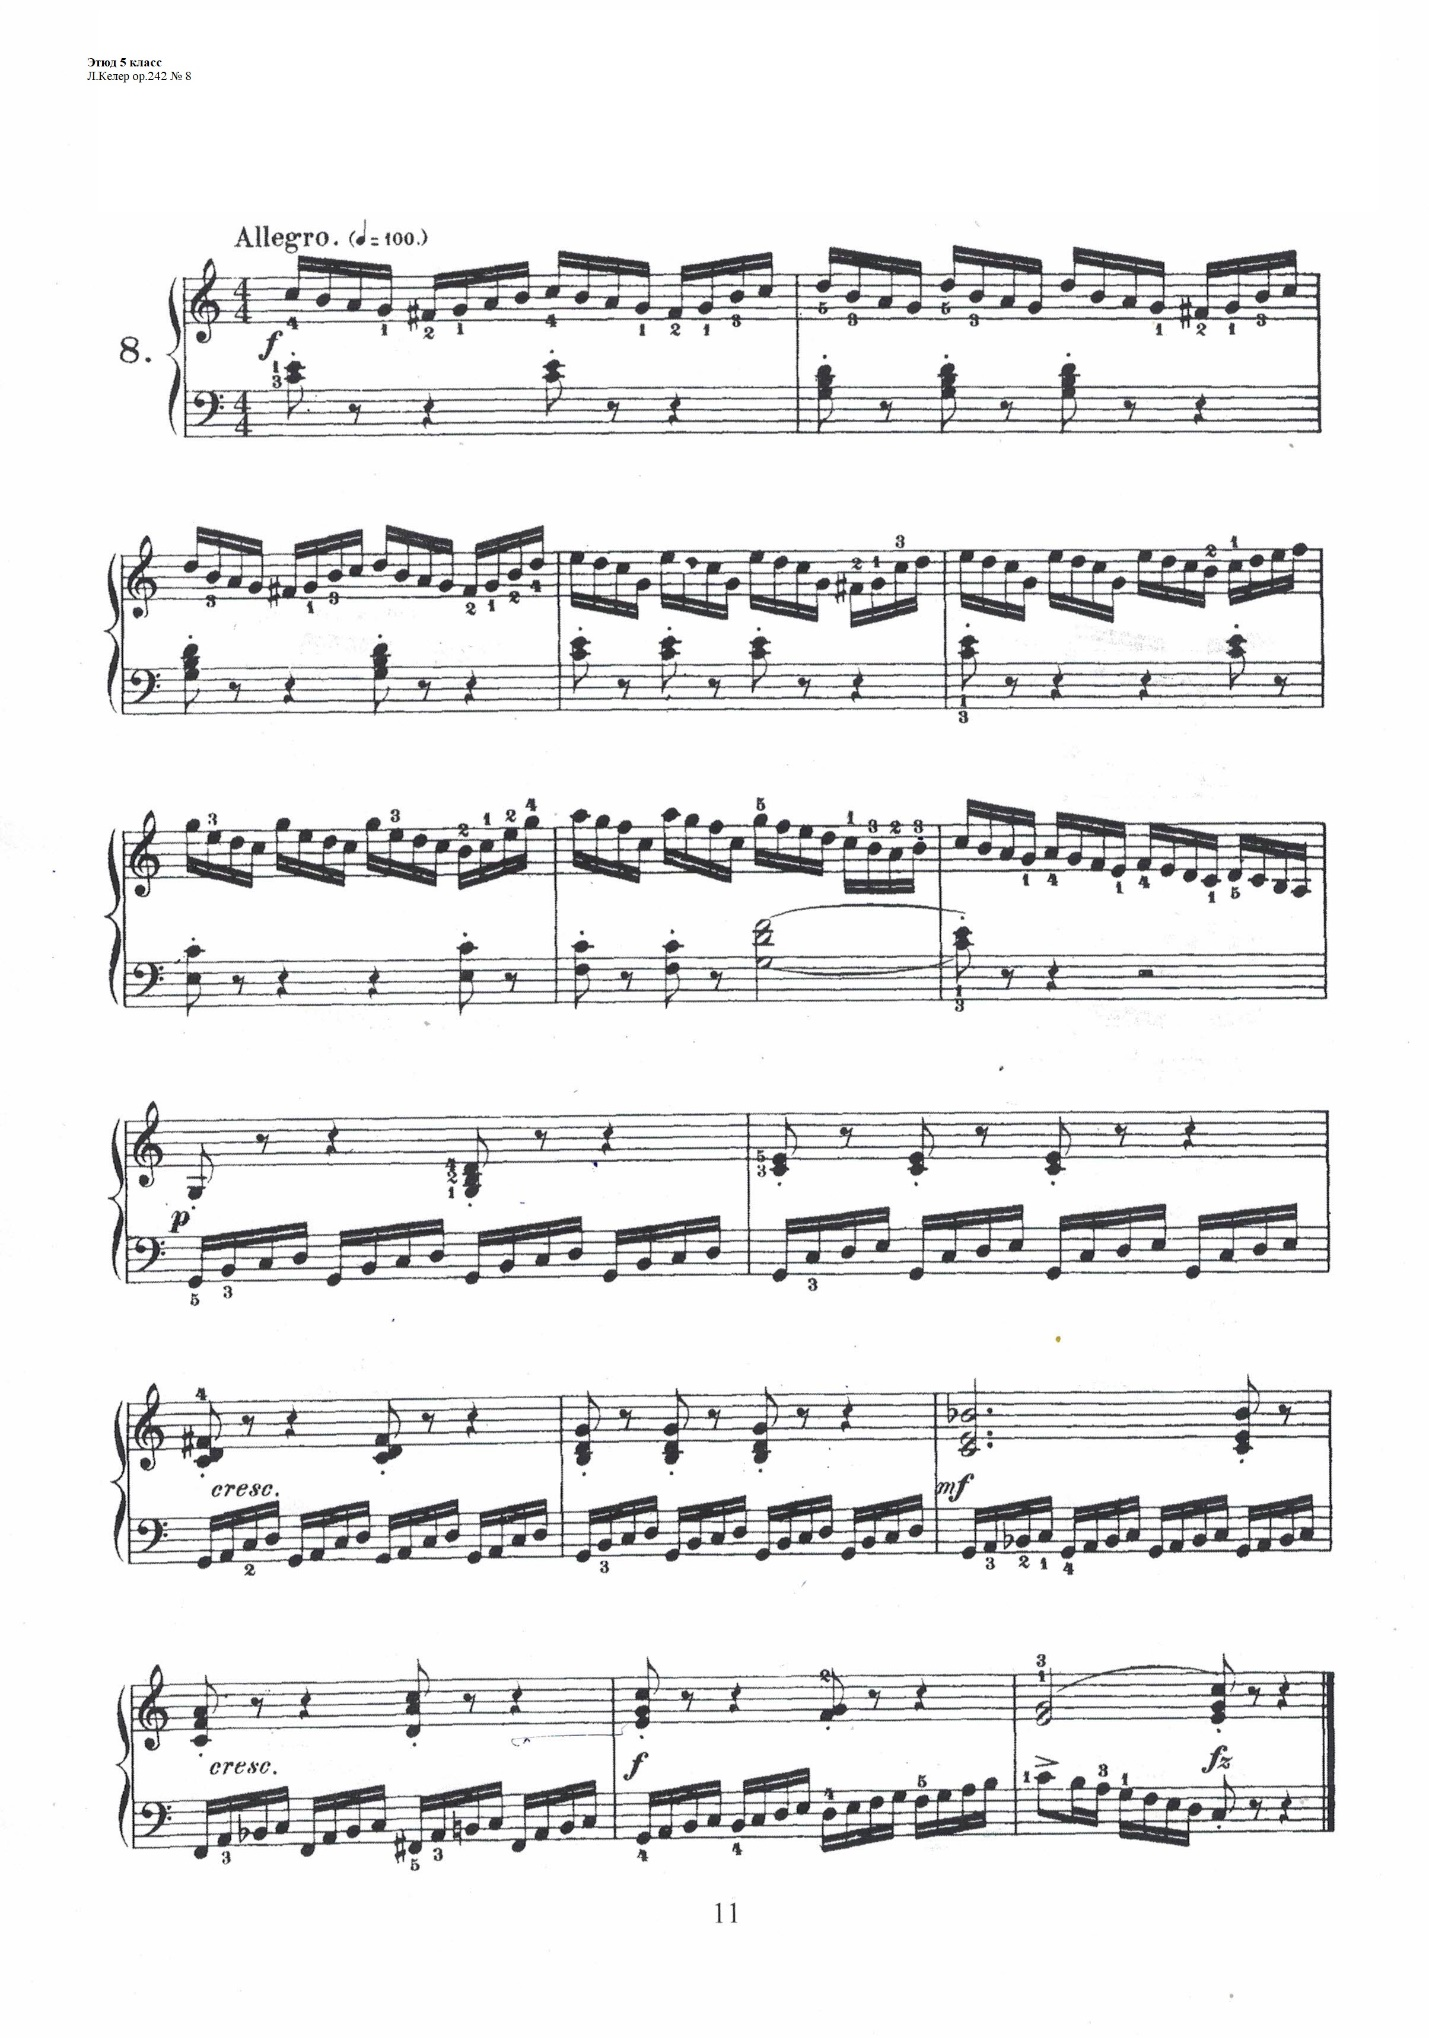 Этюд 5 класс
Л.Келер ор.242 № 8
Allegro. (♩=100.)
8.
f
p
cresc.
mf
cresc.
f
fz
11